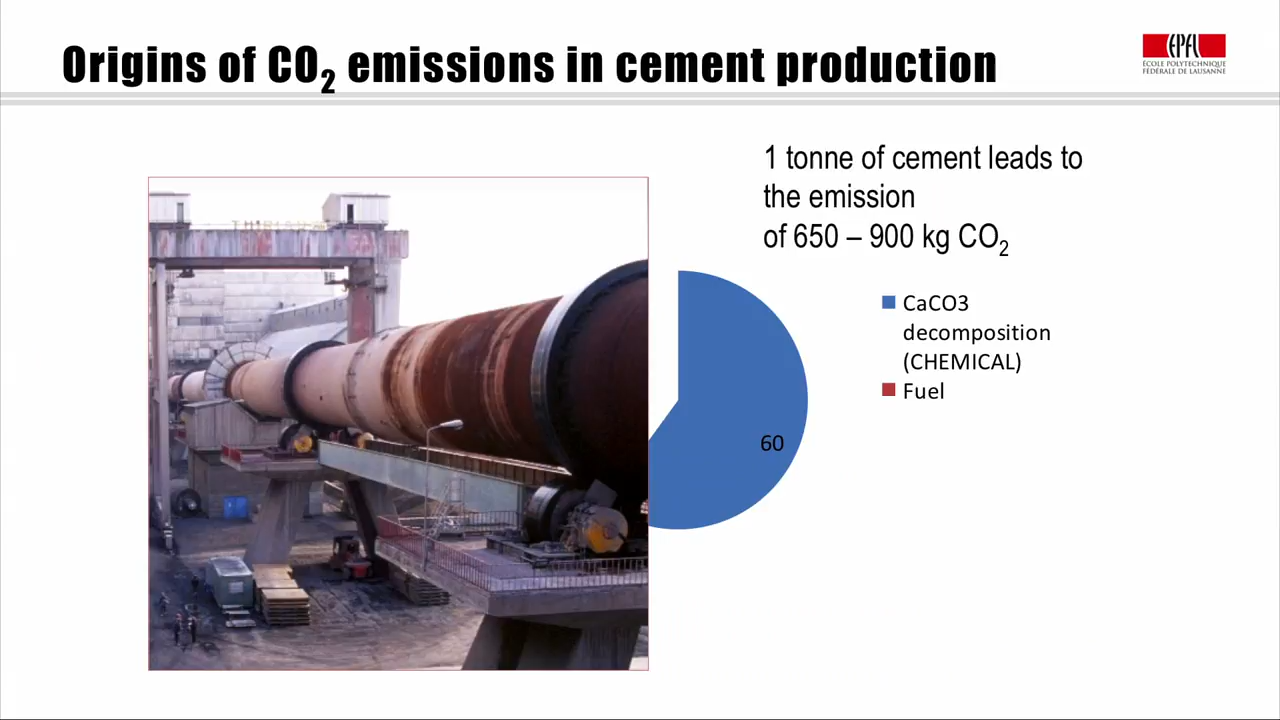 Origins of CO₂ emissions in cement production
EPFL
ÉCOLE POLYTECHNIQUE
FÉDÉRALE DE LAUSANNE
1 tonne of cement leads to
the emission
of 650 – 900 kg CO₂
CaCO3
decomposition
(CHEMICAL)
Fuel
60